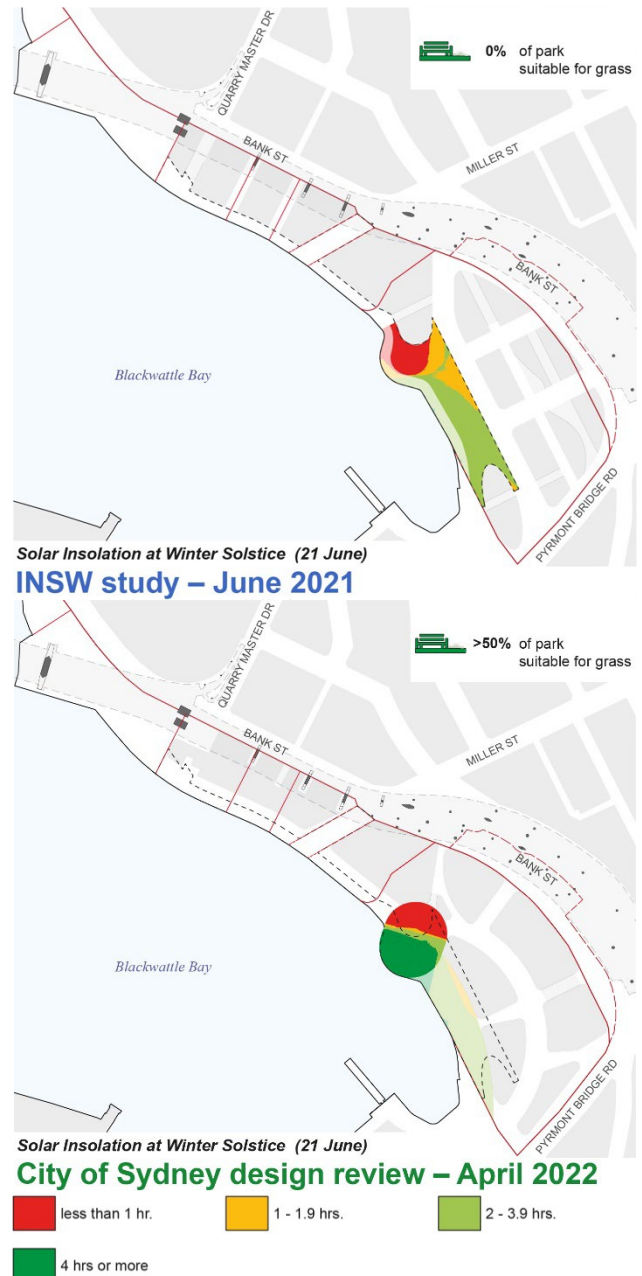 0% of park
suitable for grass
QUARRY MASTER DR
BANK ST
MILLER ST
BANK ST
Blackwattle Bay
PYRMONT BRIDGE RD
Solar Insolation at Winter Solstice (21 June)
INSW study – June 2021
>50% of park
suitable for grass
QUARRY MASTER DR
BANK ST
MILLER ST
BANK ST
Blackwattle Bay
PYRMONT BRIDGE RD
Solar Insolation at Winter Solstice (21 June)
City of Sydney design review – April 2022
less than 1 hr.
1 - 1.9 hrs.
2 - 3.9 hrs.
4 hrs or more